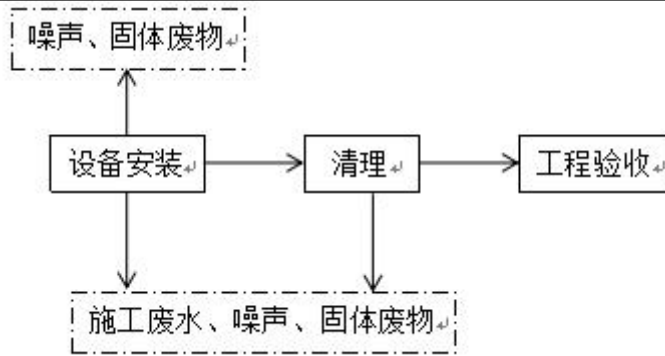 噪声、固体废物
设备安装
清理
工程验收
施工废水、噪声、固体废物